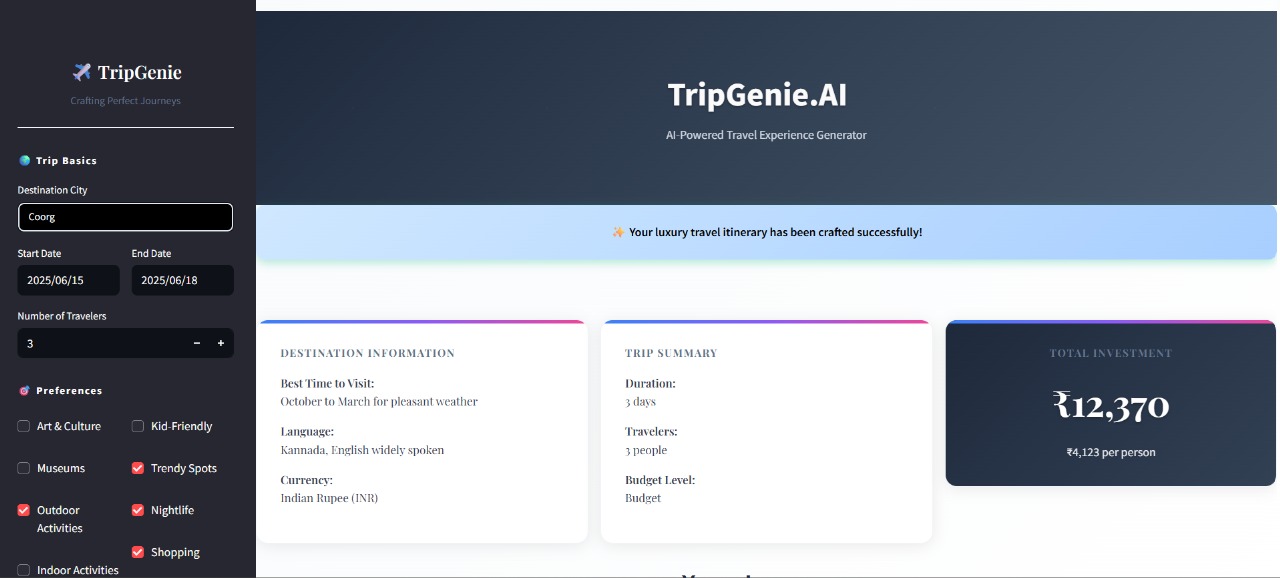 TripGenie
Crafting Perfect Journeys
Trip Basics
Destination City
Coorg
Start Date
End Date
2025/06/15
2025/06/18
Number of Travelers
3
− +
Preferences
Art & Culture
Kid-Friendly
Museums
Trendy Spots
Outdoor
Activities
Nightlife
Shopping
Indoor Activities
TripGenie.AI
AI-Powered Travel Experience Generator
✨ Your luxury travel itinerary has been crafted successfully!
DESTINATION INFORMATION
Best Time to Visit:
October to March for pleasant weather
Language:
Kannada, English widely spoken
Currency:
Indian Rupee (INR)
TRIP SUMMARY
Duration:
3 days
Travelers:
3 people
Budget Level:
Budget
TOTAL INVESTMENT
₹12,370
₹4,123 per person